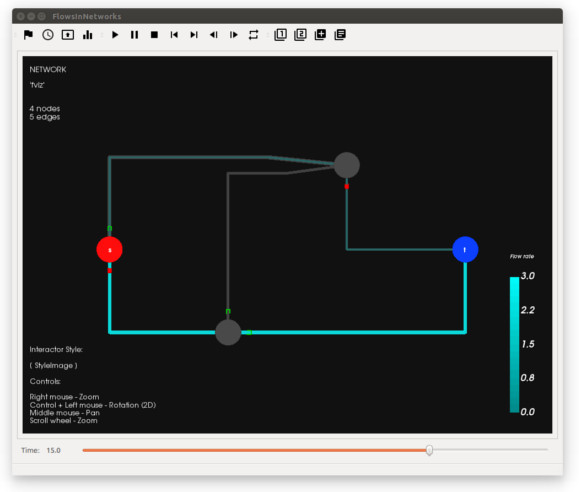 FlowsInNetworks
NETWORK
'fviz'
4 nodes
5 edges
s
t
Flow rate
3.0
2.2
1.5
0.8
0.0
Interactor Style:
( StyleImage )
Controls:
Right mouse - Zoom
Control + Left mouse - Rotation (2D)
Middle mouse - Pan
Scroll wheel - Zoom
Time: 15.0